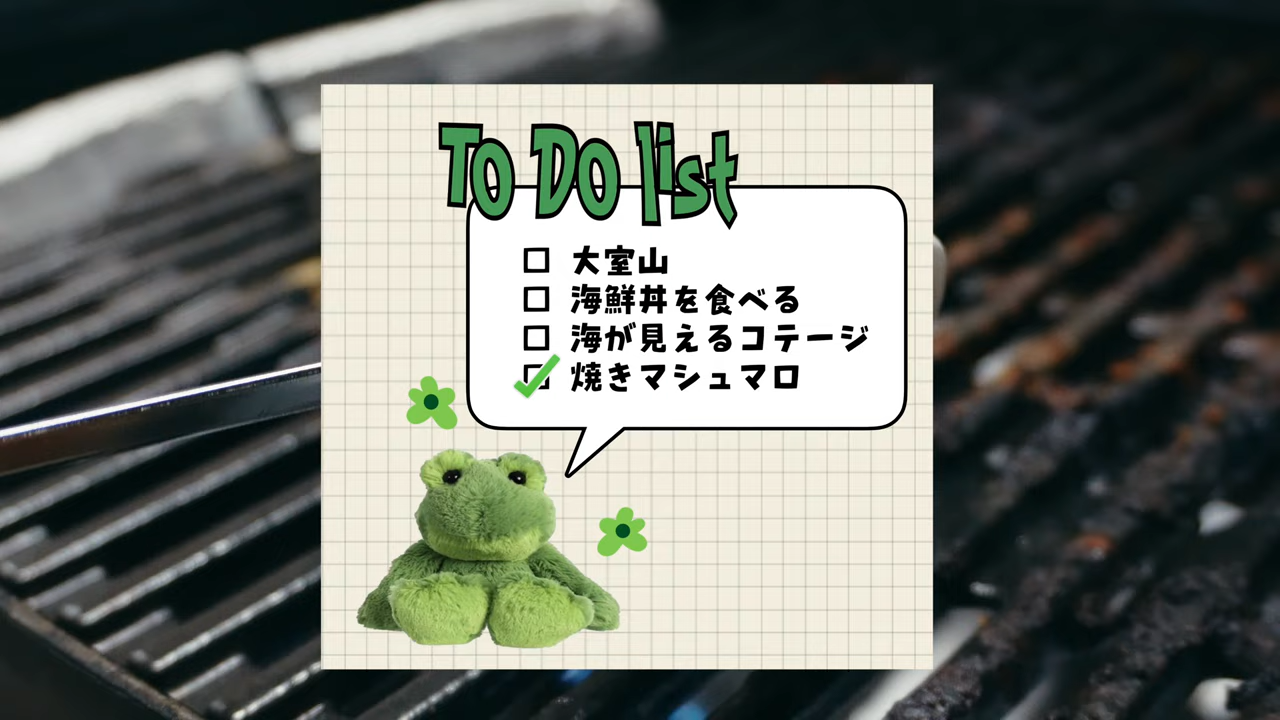 To Do list
□ 大室山
□ 海鮮丼を食べる
□ 海が見えるコテージ
☑ 焼きマシュマロ